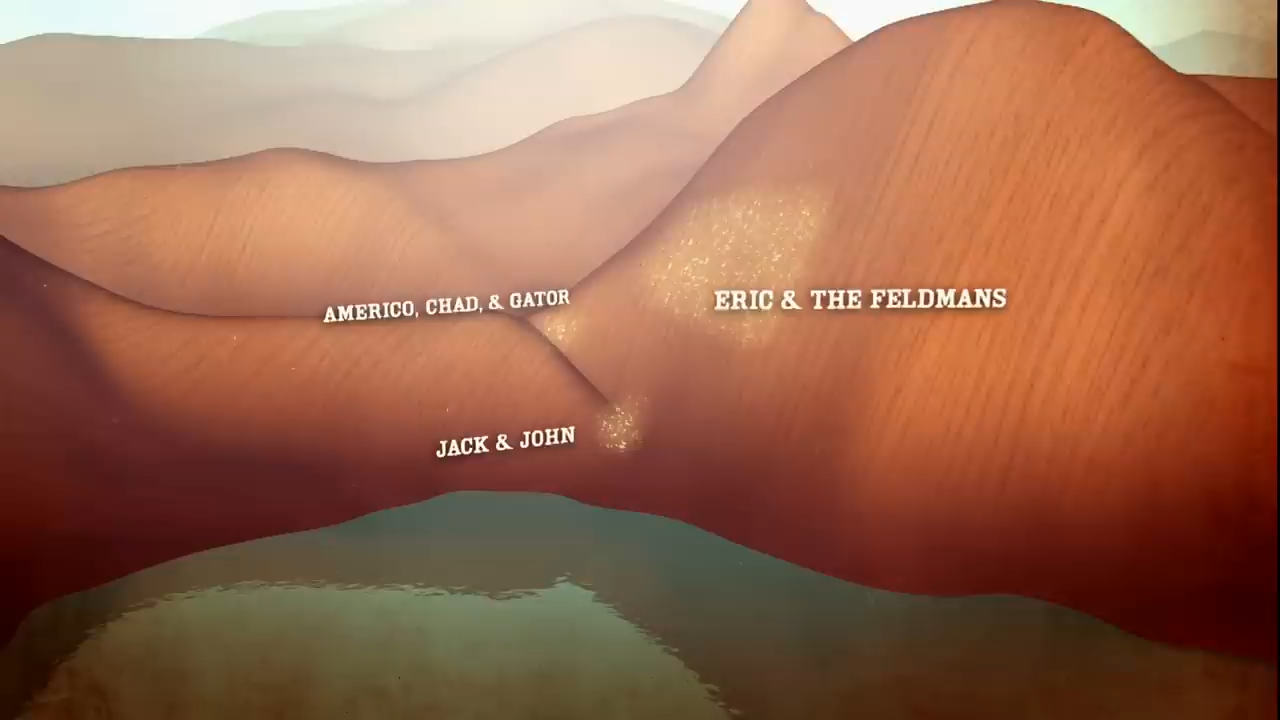 AMERICO, CHAD, & GATOR
ERIC & THE FELDMANS
JACK & JOHN